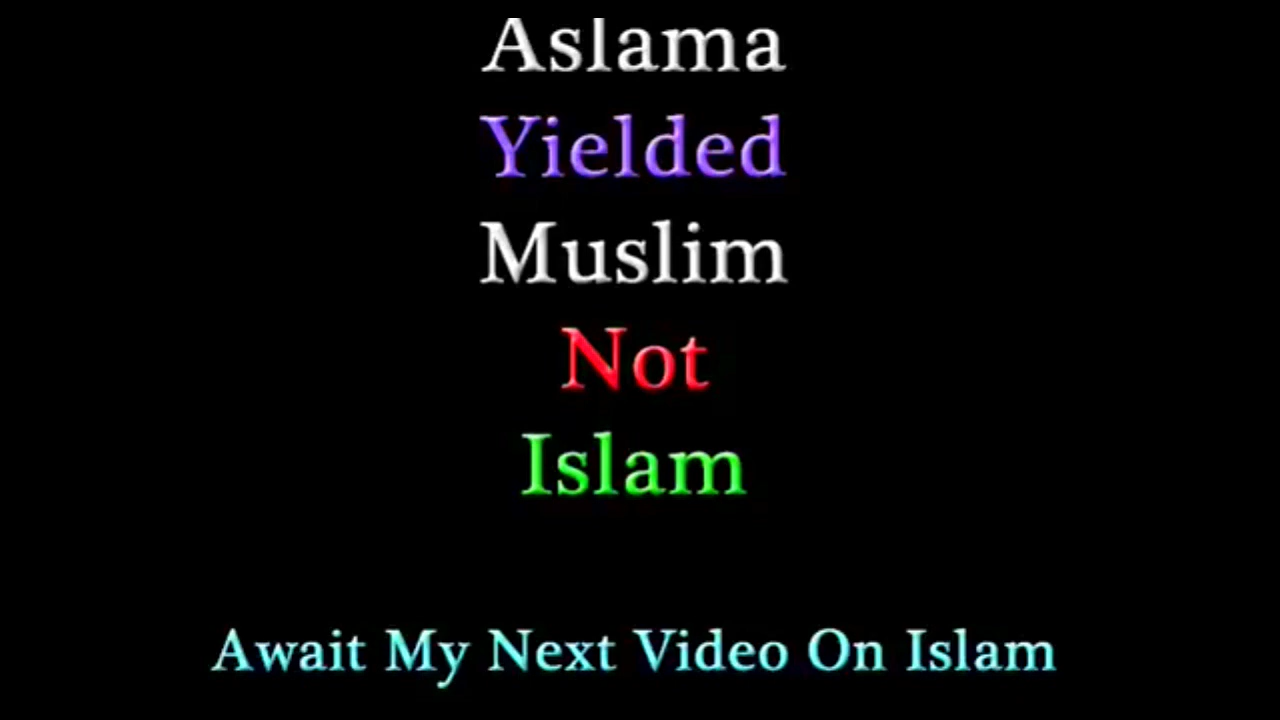 Aslama
Yielded
Muslim
Not
Islam
Await My Next Video On Islam